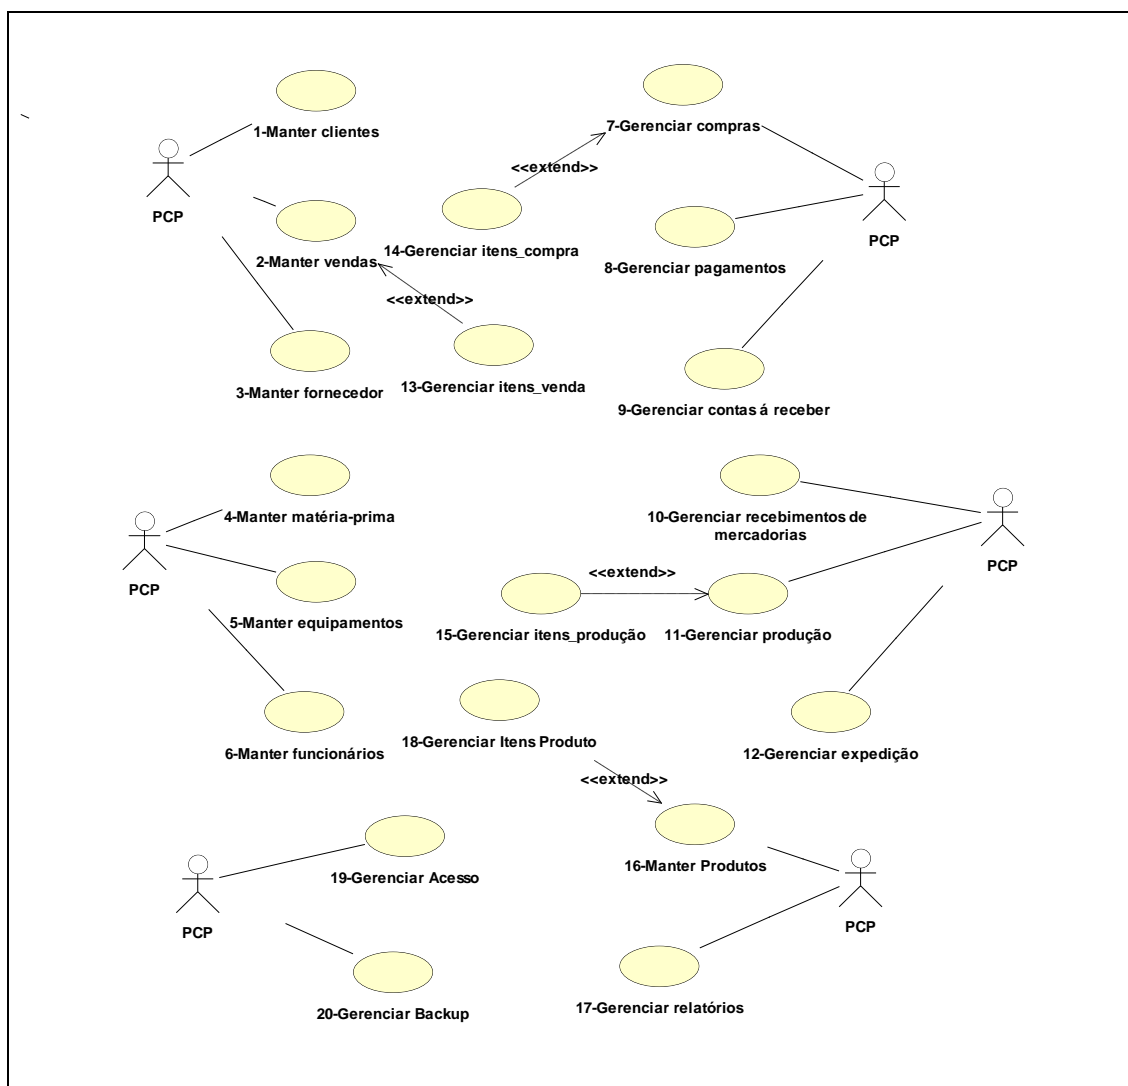 1-Manter clientes
PCP
2-Manter vendas
3-Manter fornecedor
<<extend>>
14-Gerenciar itens_compra
<<extend>>
13-Gerenciar itens_venda
7-Gerenciar compras
PCP
8-Gerenciar pagamentos
9-Gerenciar contas á receber
4-Manter matéria-prima
PCP
5-Manter equipamentos
6-Manter funcionários
10-Gerenciar recebimentos de
mercadorias
PCP
<<extend>>
15-Gerenciar itens_produção
11-Gerenciar produção
12-Gerenciar expedição
18-Gerenciar Itens Produto
<<extend>>
16-Manter Produtos
PCP
17-Gerenciar relatórios
19-Gerenciar Acesso
PCP
20-Gerenciar Backup